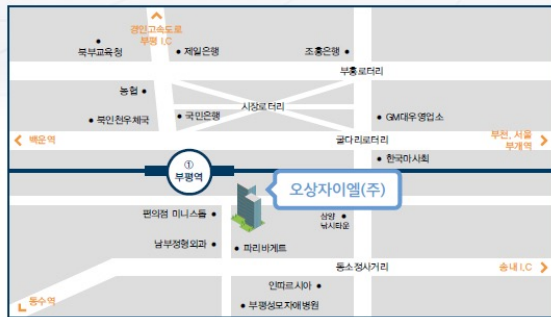 경인고속도로
부평 I.C
북부교육청
제일은행
조흥은행
부흥로터리
농협
시장로터리
북인천우체국
국민은행
GM대우영업소
백운역
굴다리로터리
부천, 서울
부개역
한국마사회
①
부평역
오상자이엘(주)
편의점 미니스톱
삼양
낚시타운
남부정형외과
파리바게트
동소정사거리
송내 I.C
인따르시아
동수역
부평성모자애병원